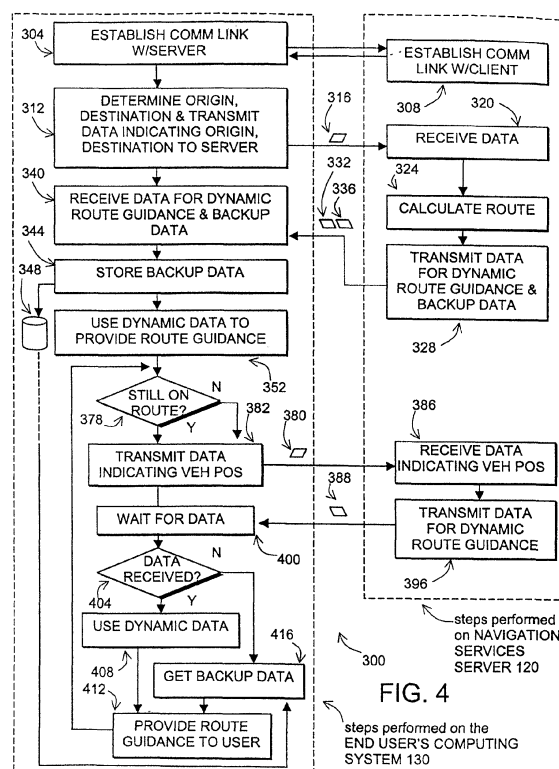 304
ESTABLISH COMM LINK
W/SERVER
ESTABLISH COMM
LINK W/CLIENT
308
312
DETERMINE ORIGIN,
DESTINATION & TRANSMIT
DATA INDICATING ORIGIN,
DESTINATION TO SERVER
316
320
RECEIVE DATA
340
332
336
324
RECEIVE DATA FOR DYNAMIC
ROUTE GUIDANCE & BACKUP
DATA
CALCULATE ROUTE
344
STORE BACKUP DATA
TRANSMIT DATA
FOR DYNAMIC
ROUTE GUIDANCE &
BACKUP DATA
328
348
USE DYNAMIC DATA TO
PROVIDE ROUTE GUIDANCE
352
STILL ON
ROUTE?
N
Y
378
382
380
386
TRANSMIT DATA
INDICATING VEH POS
RECEIVE DATA
INDICATING VEH POS
388
WAIT FOR DATA
400
TRANSMIT DATA
FOR DYNAMIC
ROUTE GUIDANCE
396
DATA
RECEIVED?
N
Y
404
USE DYNAMIC DATA
408
416
GET BACKUP DATA
412
PROVIDE ROUTE
GUIDANCE TO USER
300
steps performed
on NAVIGATION
SERVICES
SERVER 120
FIG. 4
steps performed on the
END USER'S COMPUTING
SYSTEM 130